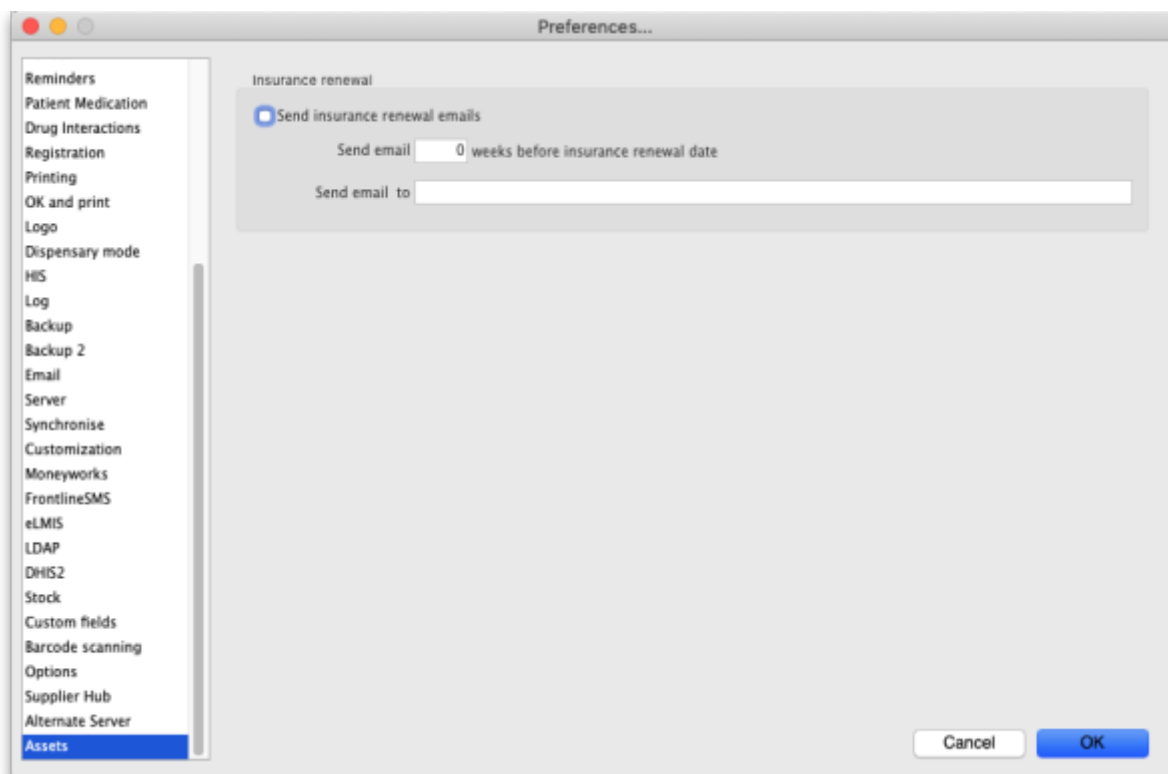 Preferences...
Reminders
Patient Medication
Drug Interactions
Registration
Printing
OK and print
Logo
Dispensary mode
HIS
Log
Backup
Backup 2
Email
Server
Synchronise
Customization
Moneyworks
FrontlineSMS
eLMIS
LDAP
DHIS2
Stock
Custom fields
Barcode scanning
Options
Supplier Hub
Alternate Server
Assets
Insurance renewal
Send insurance renewal emails
Send email 0 weeks before insurance renewal date
Send email to
Cancel OK